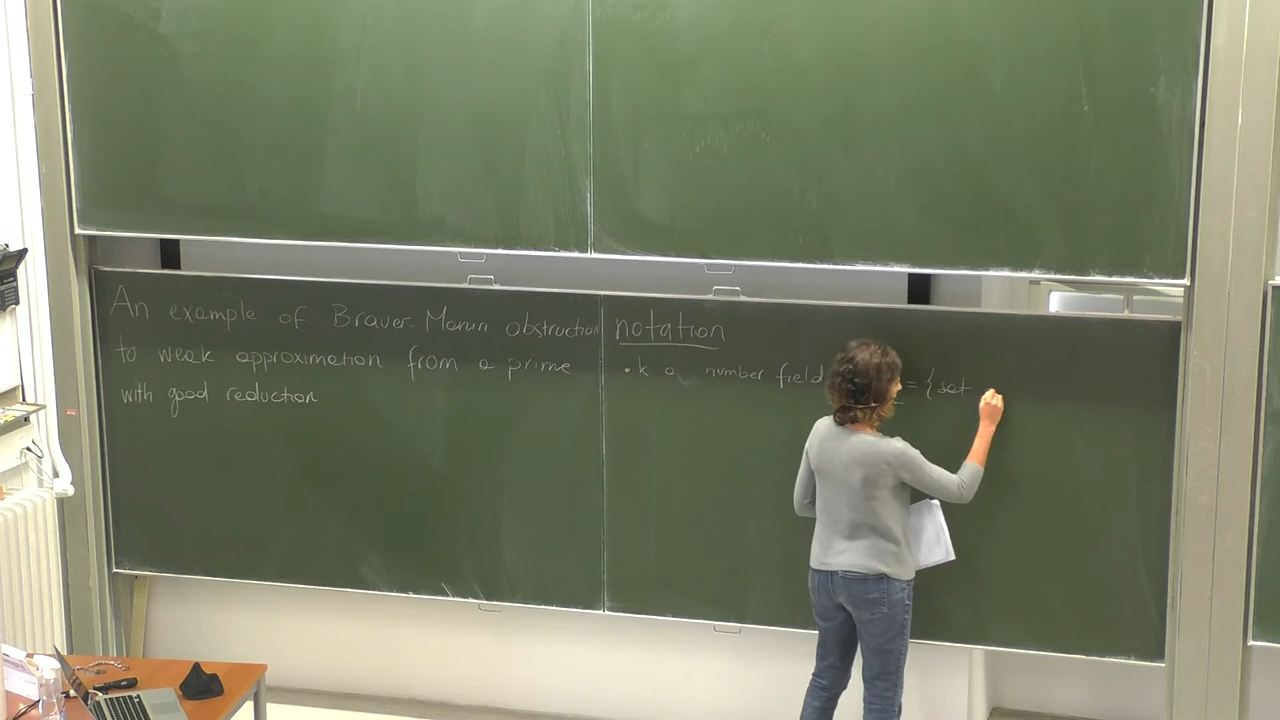 An example of Brauer-Manin obstruction
to weak approximation from a prime
with good reduction
notation
• k a number field = { set